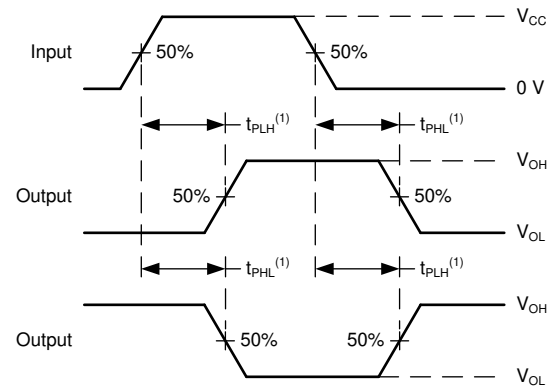 V_CC
Input 50% 50%
0 V
t_PLH^(1) t_PHL^(1)
V_OH
Output 50% 50%
V_OL
t_PHL^(1) t_PLH^(1)
V_OH
Output 50% 50%
V_OL